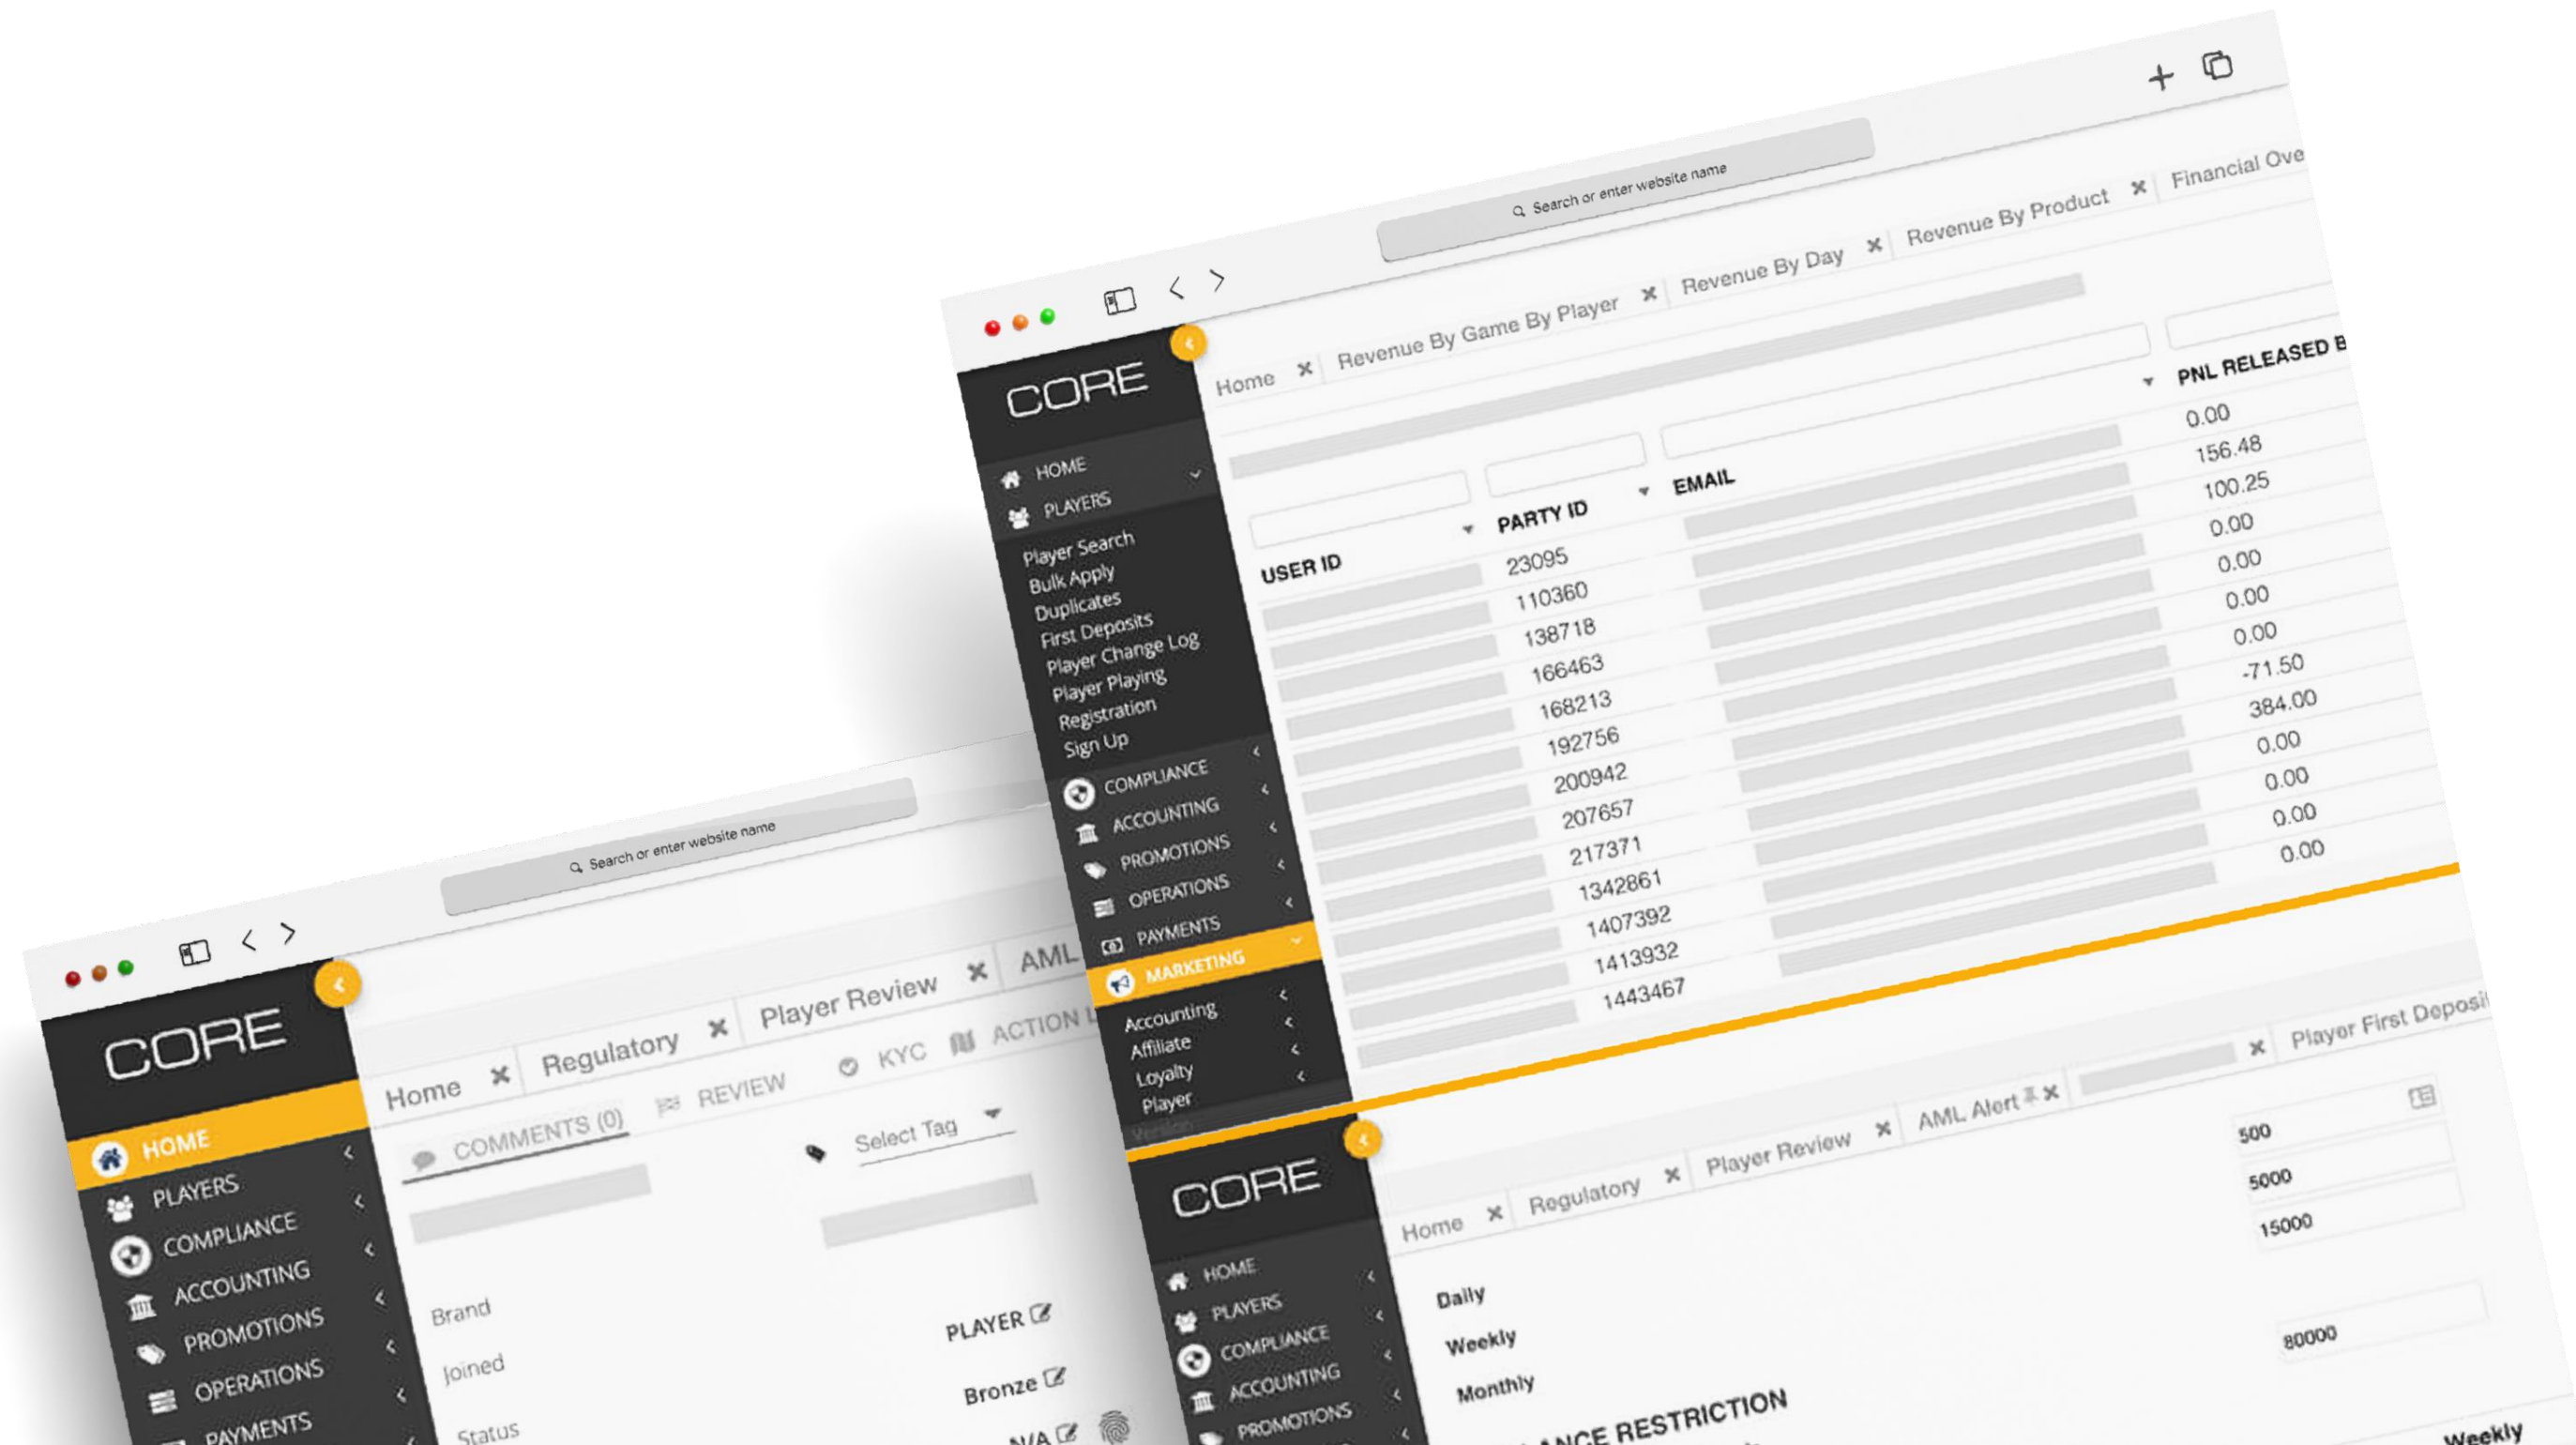 Search or enter website name
Home
Revenue By Game By Player
Revenue By Day
Revenue By Product
Financial Ove
CORE
HOME
PLAYERS
Player Search
Bulk Apply
Duplicates
First Deposits
Player Change Log
Player Playing
Registration
Sign Up
COMPLIANCE
ACCOUNTING
PROMOTIONS
OPERATIONS
PAYMENTS
MARKETING
Accounting
Affiliate
Loyalty
Player
Version
USER ID PARTY ID EMAIL PNL RELEASED B
23095 0.00
110360 156.48
138718 100.25
166463 0.00
168213 0.00
192756 0.00
200942 0.00
207657 -71.50
217371 384.00
1342861 0.00
1407392 0.00
1413932 0.00
1443467 0.00
CORE
HOME
PLAYERS
COMPLIANCE
ACCOUNTING
PROMOTIONS
Home
Regulatory
Player Review
AML Alert
Player First Deposi
Daily 500
Weekly 5000
Monthly 15000
80000
ANCE RESTRICTION
Weekly
Search or enter website name
CORE
HOME
PLAYERS
COMPLIANCE
ACCOUNTING
PROMOTIONS
OPERATIONS
PAYMENTS
Home
Regulatory
Player Review
AML
COMMENTS (0)
REVIEW
KYC
ACTION L
Select Tag
Brand
Joined
Status
PLAYER
Bronze
N/A